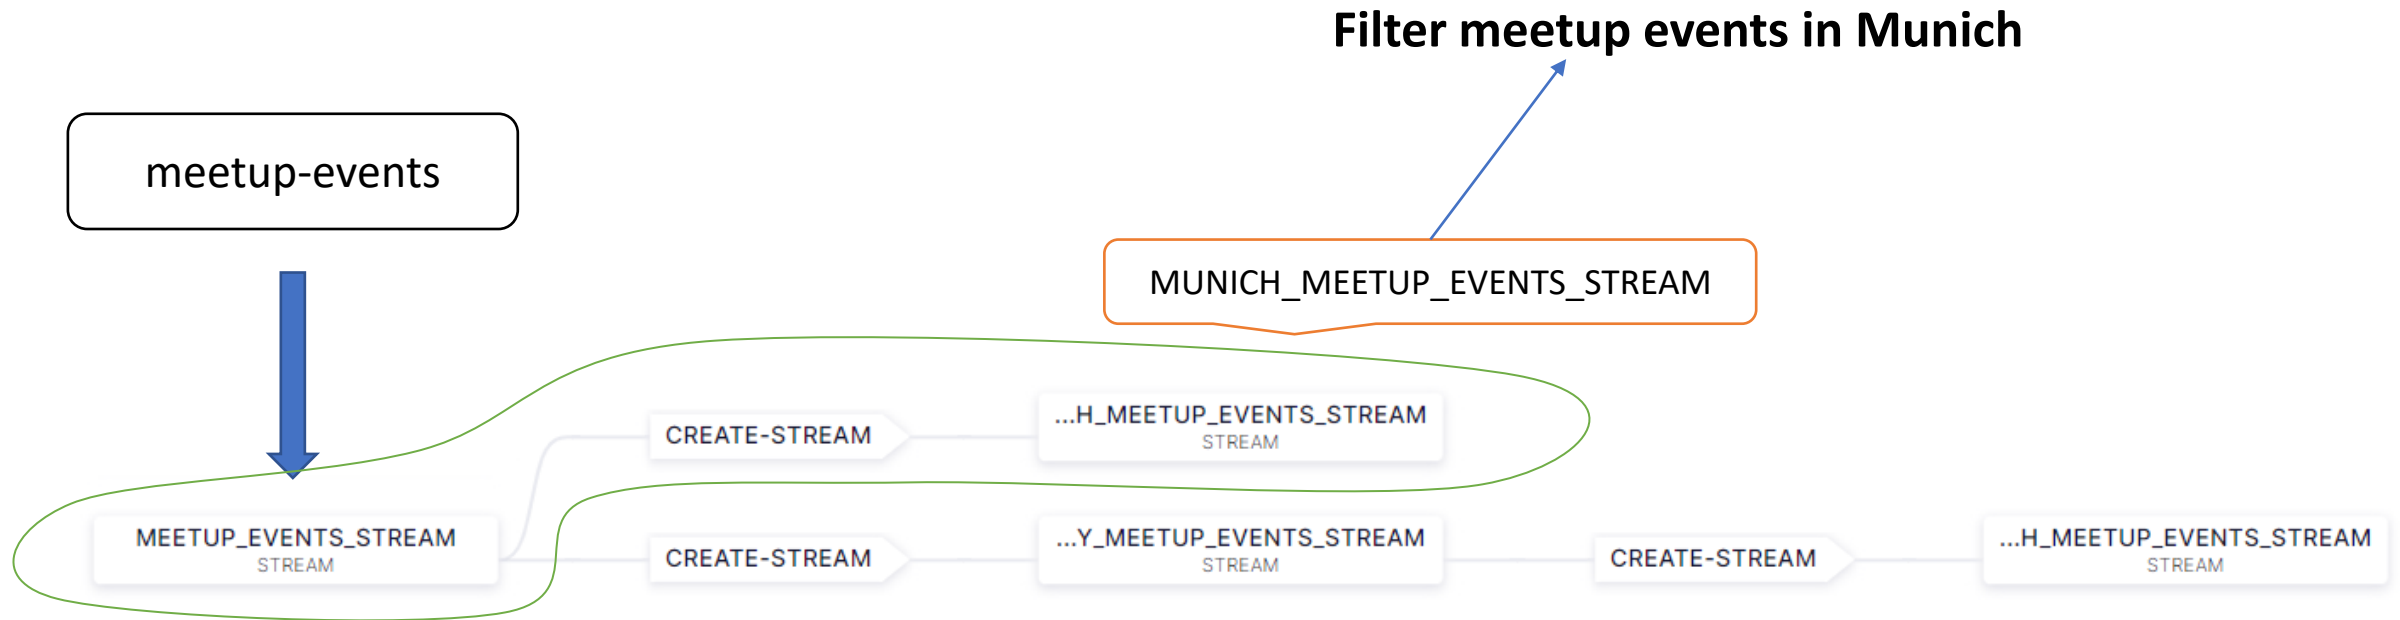 Filter meetup events in Munich
meetup-events
MUNICH_MEETUP_EVENTS_STREAM
CREATE-STREAM
...H_MEETUP_EVENTS_STREAM
STREAM
MEETUP_EVENTS_STREAM
STREAM
CREATE-STREAM
...Y_MEETUP_EVENTS_STREAM
STREAM
CREATE-STREAM
...H_MEETUP_EVENTS_STREAM
STREAM